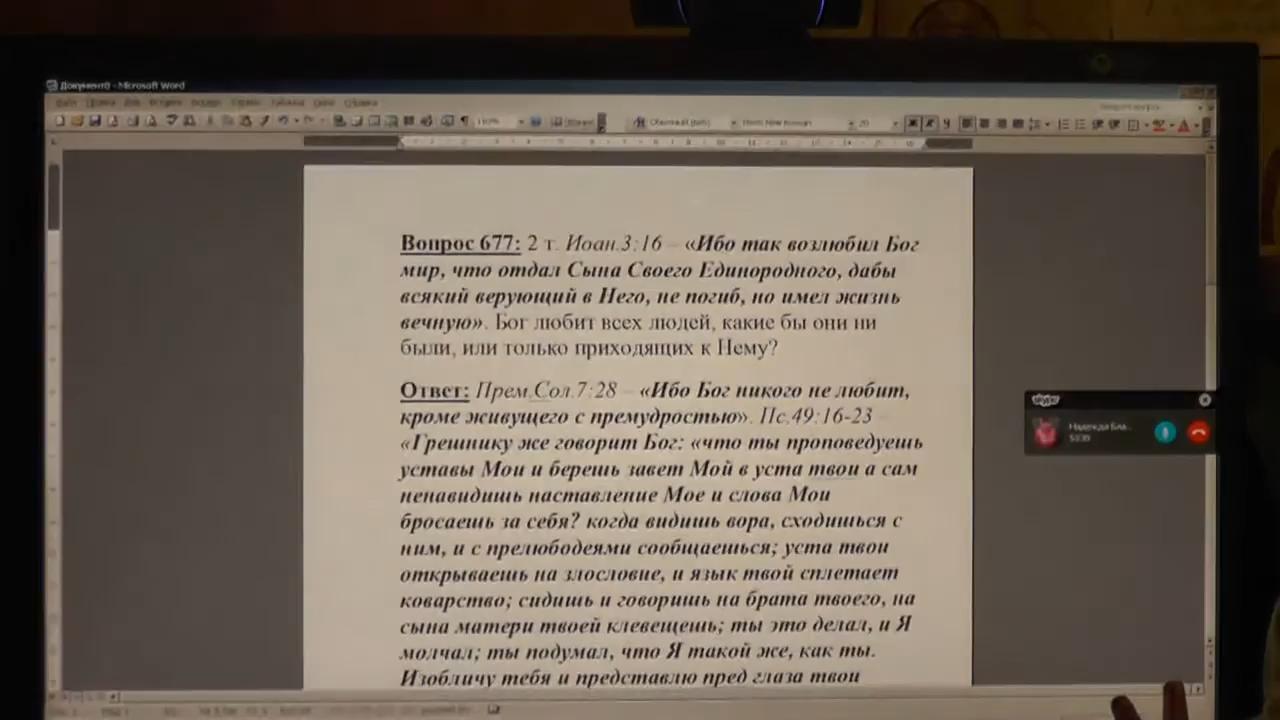 Документ0 - Microsoft Word
Вопрос 677: 2 т. Иоан.3:16 – «Ибо так возлюбил Бог
мир, что отдал Сына Своего Единородного, дабы
всякий верующий в Него, не погиб, но имел жизнь
вечную». Бог любит всех людей, какие бы они ни
были, или только приходящих к Нему?
Ответ: Прем.Сол.7:28 – «Ибо Бог никого не любит,
кроме живущего с премудростью». Пс.49:16-23 –
«Грешнику же говорит Бог: «что ты проповедуешь
уставы Мои и берешь завет Мой в уста твои а сам
ненавидишь наставление Мое и слова Мои
бросаешь за себя? когда видишь вора, сходишься с
ним, и с прелюбодеями сообщаешься; уста твои
открываешь на злословие, и язык твой сплетает
коварство; сидишь и говоришь на брата твоего, на
сына матери твоей клевещешь; ты это делал, и Я
молчал; ты подумал, что Я такой же, как ты.
Изобличу тебя и представлю пред глаза твои
skype
Надежда